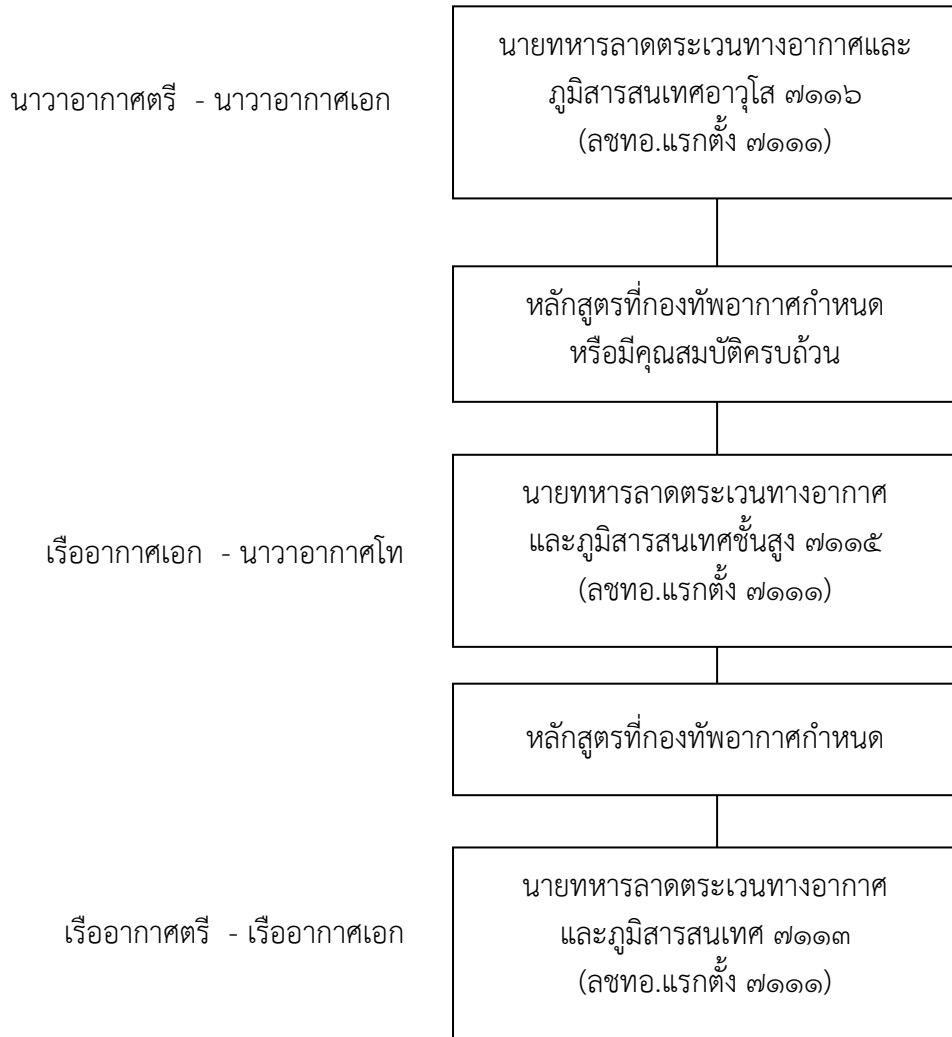 นายทหารลาดตระเวนทางอากาศและ
นาวาอากาศตรี - นาวาอากาศเอก
ภูมิสารสนเทศอาวุโส ๗๑๑๖
(ลชทอ.แรกตั้ง ๗๑๑๑)
หลักสูตรที่กองทัพอากาศกำหนด
หรือมีคุณสมบัติครบถ้วน
นายทหารลาดตระเวนทางอากาศ
เรืออากาศเอก - นาวาอากาศโท
และภูมิสารสนเทศชั้นสูง ๗๑๑๕
(ลชทอ.แรกตั้ง ๗๑๑๑)
หลักสูตรที่กองทัพอากาศกำหนด
นายทหารลาดตระเวนทางอากาศ
เรืออากาศตรี - เรืออากาศเอก
และภูมิสารสนเทศ ๗๑๑๓
(ลชทอ.แรกตั้ง ๗๑๑๑)